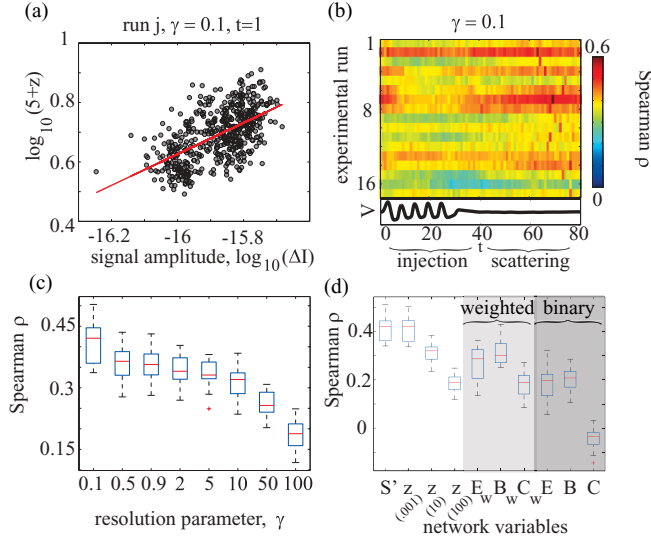 (a)
run j, γ = 0.1, t=1
log10(5+z)
1
0.8
0.6
0.4
-16.2
-16
-15.8
signal amplitude, log10(ΔI)
(b)
γ = 0.1
experimental run
1
8
16
V
0
20
40
60
80
t
injection
scattering
0.6
0
Spearman ρ
(c)
Spearman ρ
0.45
0.3
0.15
0.1 0.5 0.9 2 5 10 50 100
resolution parameter, γ
(d)
weighted binary
Spearman ρ
0.4
0.2
0
S' z z z E B C E B C
(.001) (10) (100) w w w
network variables